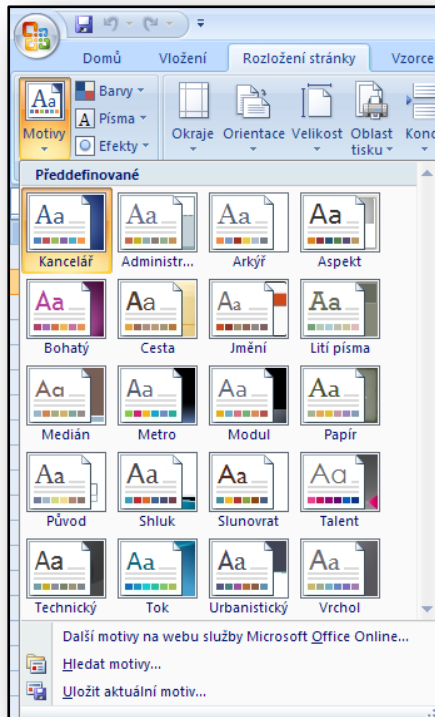 Domů Vložení Rozložení stránky Vzorce
Aa Barvy
A Písma
Motivy Efekty Okraje Orientace Velikost Oblast tisku Konc
Předdefinované
Aa Aa Aa Aa
Kancelář Administr... Arkýř Aspekt
Aa Aa Aa Aa
Bohatý Cesta Jmění Lití písma
Aa Aa Aa Aa
Medián Metro Modul Papír
Aa Aa Aa Aa
Původ Shluk Slunovrat Talent
Aa Aa Aa Aa
Technický Tok Urbanistický Vrchol
Další motivy na webu služby Microsoft Office Online...
Hledat motivy...
Uložit aktuální motiv...